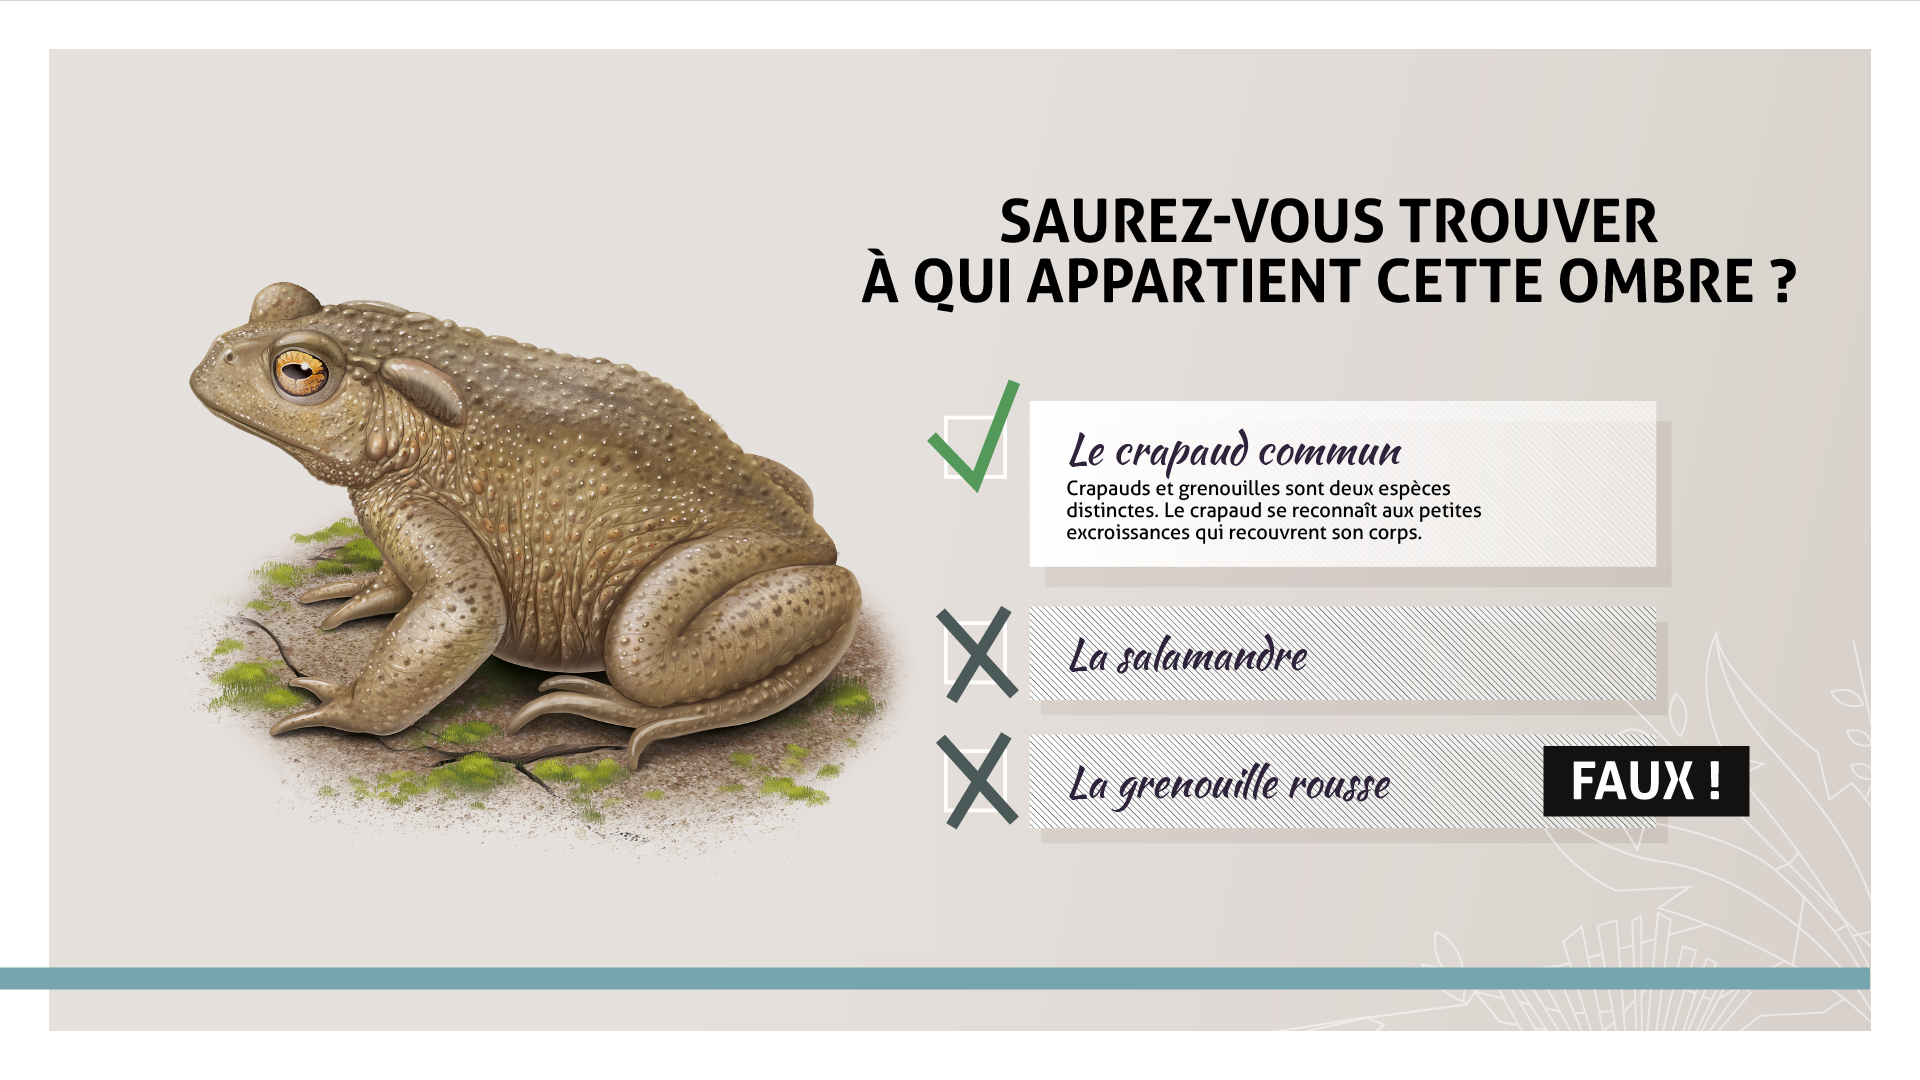 SAUREZ-VOUS TROUVER
À QUI APPARTIENT CETTE OMBRE ?
Le crapaud commun
Crapauds et grenouilles sont deux espèces
distinctes. Le crapaud se reconnaît aux petites
excroissances qui recouvrent son corps.
La salamandre
La grenouille rousse
FAUX !